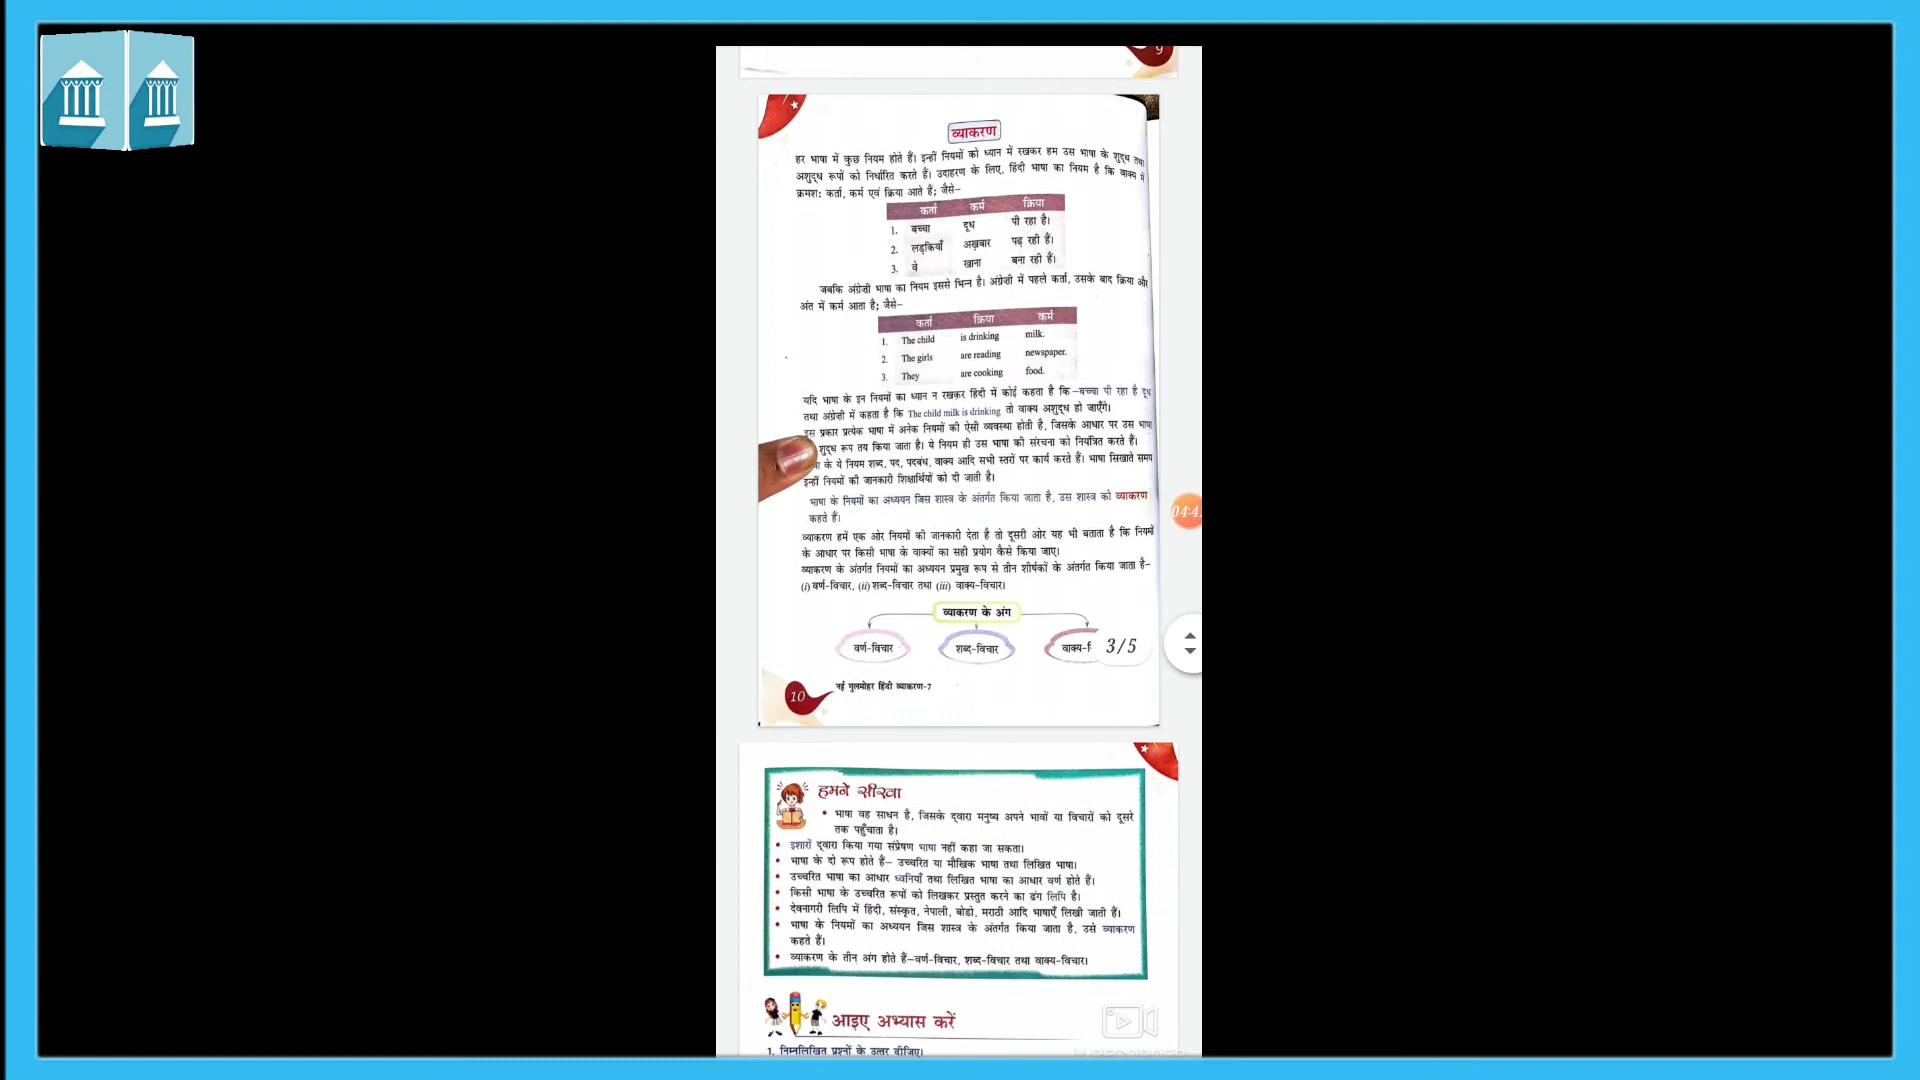 9
व्याकरण
हर भाषा में कुछ नियम होते हैं। इन्हीं नियमों को ध्यान में रखकर हम उस भाषा के शुद्ध तथा
अशुद्ध रूपों को निर्धारित करते हैं। उदाहरण के लिए, हिंदी भाषा का नियम है कि वाक्य में
क्रमश: कर्ता, कर्म एवं क्रिया आते हैं; जैसे–
कर्ता कर्म क्रिया
1. बच्चा दूध पी रहा है।
2. लड़कियाँ अख़बार पढ़ रही हैं।
3. वे खाना बना रही हैं।
जबकि अंग्रेज़ी भाषा का नियम इससे भिन्न है। अंग्रेज़ी में पहले कर्ता, उसके बाद क्रिया और
अंत में कर्म आता है; जैसे–
कर्ता क्रिया कर्म
1. The child is drinking milk.
2. The girls are reading newspaper.
3. They are cooking food.
यदि भाषा के इन नियमों का ध्यान न रखकर हिंदी में कोई कहता है कि–बच्चा पी रहा है दूध
तथा अंग्रेज़ी में कहता है कि The child milk is drinking तो वाक्य अशुद्ध हो जाएँगे।
इस प्रकार प्रत्येक भाषा में अनेक नियमों की ऐसी व्यवस्था होती है, जिसके आधार पर उस भाषा
शुद्ध रूप तय किया जाता है। ये नियम ही उस भाषा की संरचना को नियंत्रित करते हैं।
के ये नियम शब्द, पद, पदबंध, वाक्य आदि सभी स्तरों पर कार्य करते हैं। भाषा सिखाते समय
इन्हीं नियमों की जानकारी शिक्षार्थियों को दी जाती है।
भाषा के नियमों का अध्ययन जिस शास्त्र के अंतर्गत किया जाता है, उस शास्त्र को व्याकरण
कहते हैं।
04:4
व्याकरण हमें एक ओर नियमों की जानकारी देता है तो दूसरी ओर यह भी बताता है कि नियमों
के आधार पर किसी भाषा के वाक्यों का सही प्रयोग कैसे किया जाए।
व्याकरण के अंतर्गत नियमों का अध्ययन प्रमुख रूप से तीन शीर्षकों के अंतर्गत किया जाता है–
(i) वर्ण-विचार, (ii) शब्द-विचार तथा (iii) वाक्य-विचार।
व्याकरण के अंग
वर्ण-विचार शब्द-विचार वाक्य-वि 3/5
10 नई गुलमोहर हिंदी व्याकरण-7
हमने सीखा
• भाषा वह साधन है, जिसके द्वारा मनुष्य अपने भावों या विचारों को दूसरे
तक पहुँचाता है।
• इशारों द्वारा किया गया संप्रेषण भाषा नहीं कहा जा सकता।
• भाषा के दो रूप होते हैं– उच्चरित या मौखिक भाषा तथा लिखित भाषा।
• उच्चरित भाषा का आधार ध्वनियाँ तथा लिखित भाषा का आधार वर्ण होते हैं।
• किसी भाषा के उच्चरित रूपों को लिखकर प्रस्तुत करने का ढंग लिपि है।
• देवनागरी लिपि में हिंदी, संस्कृत, नेपाली, बोडो, मराठी आदि भाषाएँ लिखी जाती हैं।
• भाषा के नियमों का अध्ययन जिस शास्त्र के अंतर्गत किया जाता है, उसे व्याकरण
कहते हैं।
• व्याकरण के तीन अंग होते हैं–वर्ण-विचार, शब्द-विचार तथा वाक्य-विचार।
आइए अभ्यास करें
1. निम्नलिखित प्रश्नों के उत्तर दीजिए।